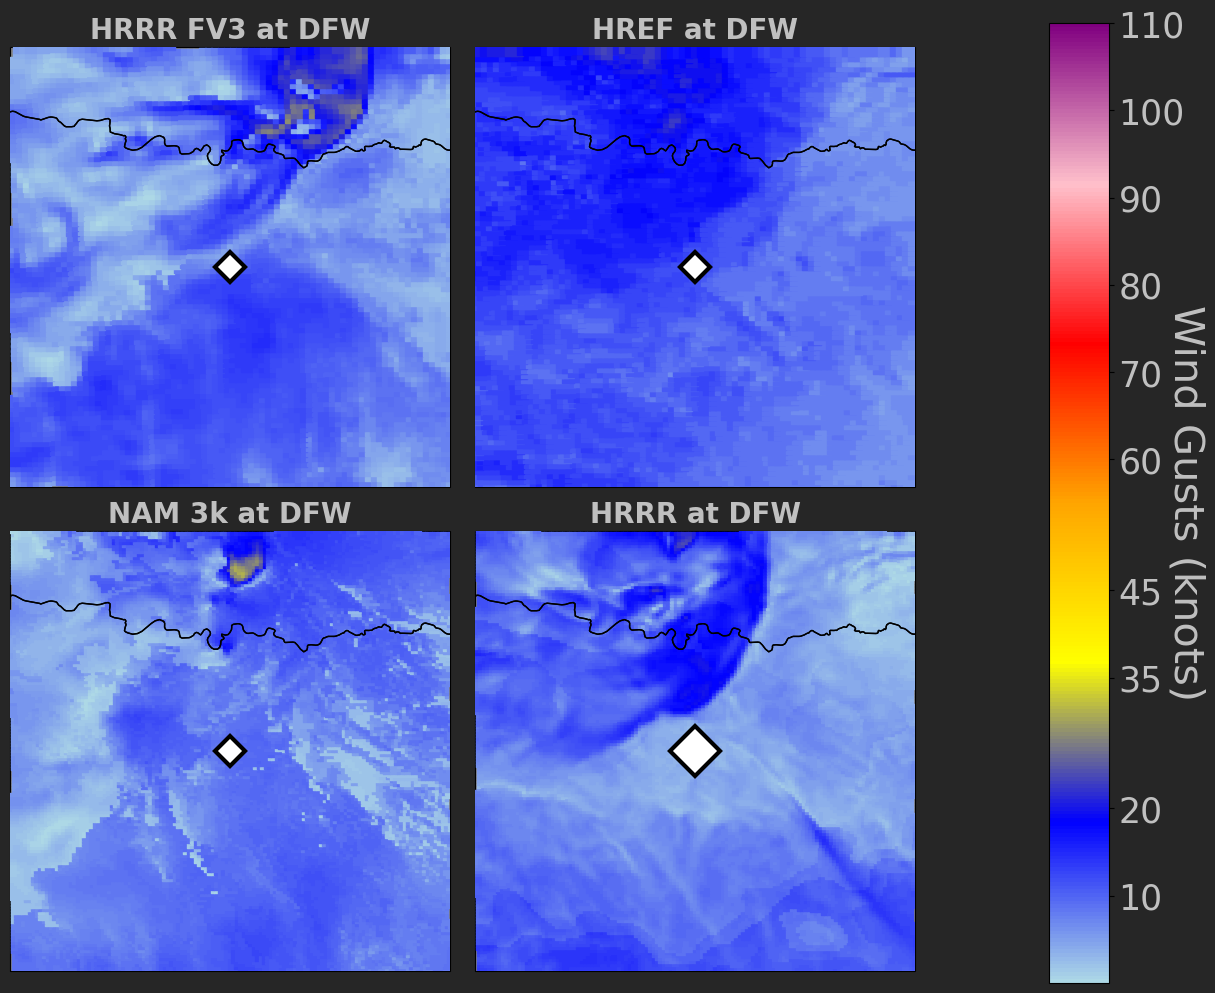 HRRR FV3 at DFW
HREF at DFW
NAM 3k at DFW
HRRR at DFW
110
100
90
80
70
60
45
35
20
10
Wind Gusts (knots)